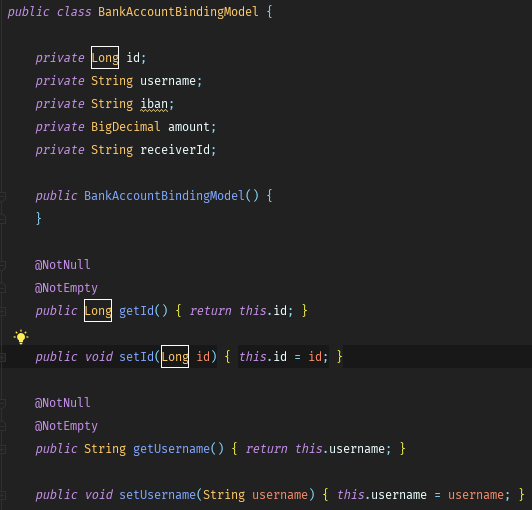 public class BankAccountBindingModel {
private Long id;
private String username;
private String iban;
private BigDecimal amount;
private String receiverId;
public BankAccountBindingModel() {
}
@NotNull
@NotEmpty
public Long getId() { return this.id; }
public void setId(Long id) { this.id = id; }
@NotNull
@NotEmpty
public String getUsername() { return this.username; }
public void setUsername(String username) { this.username = username; }